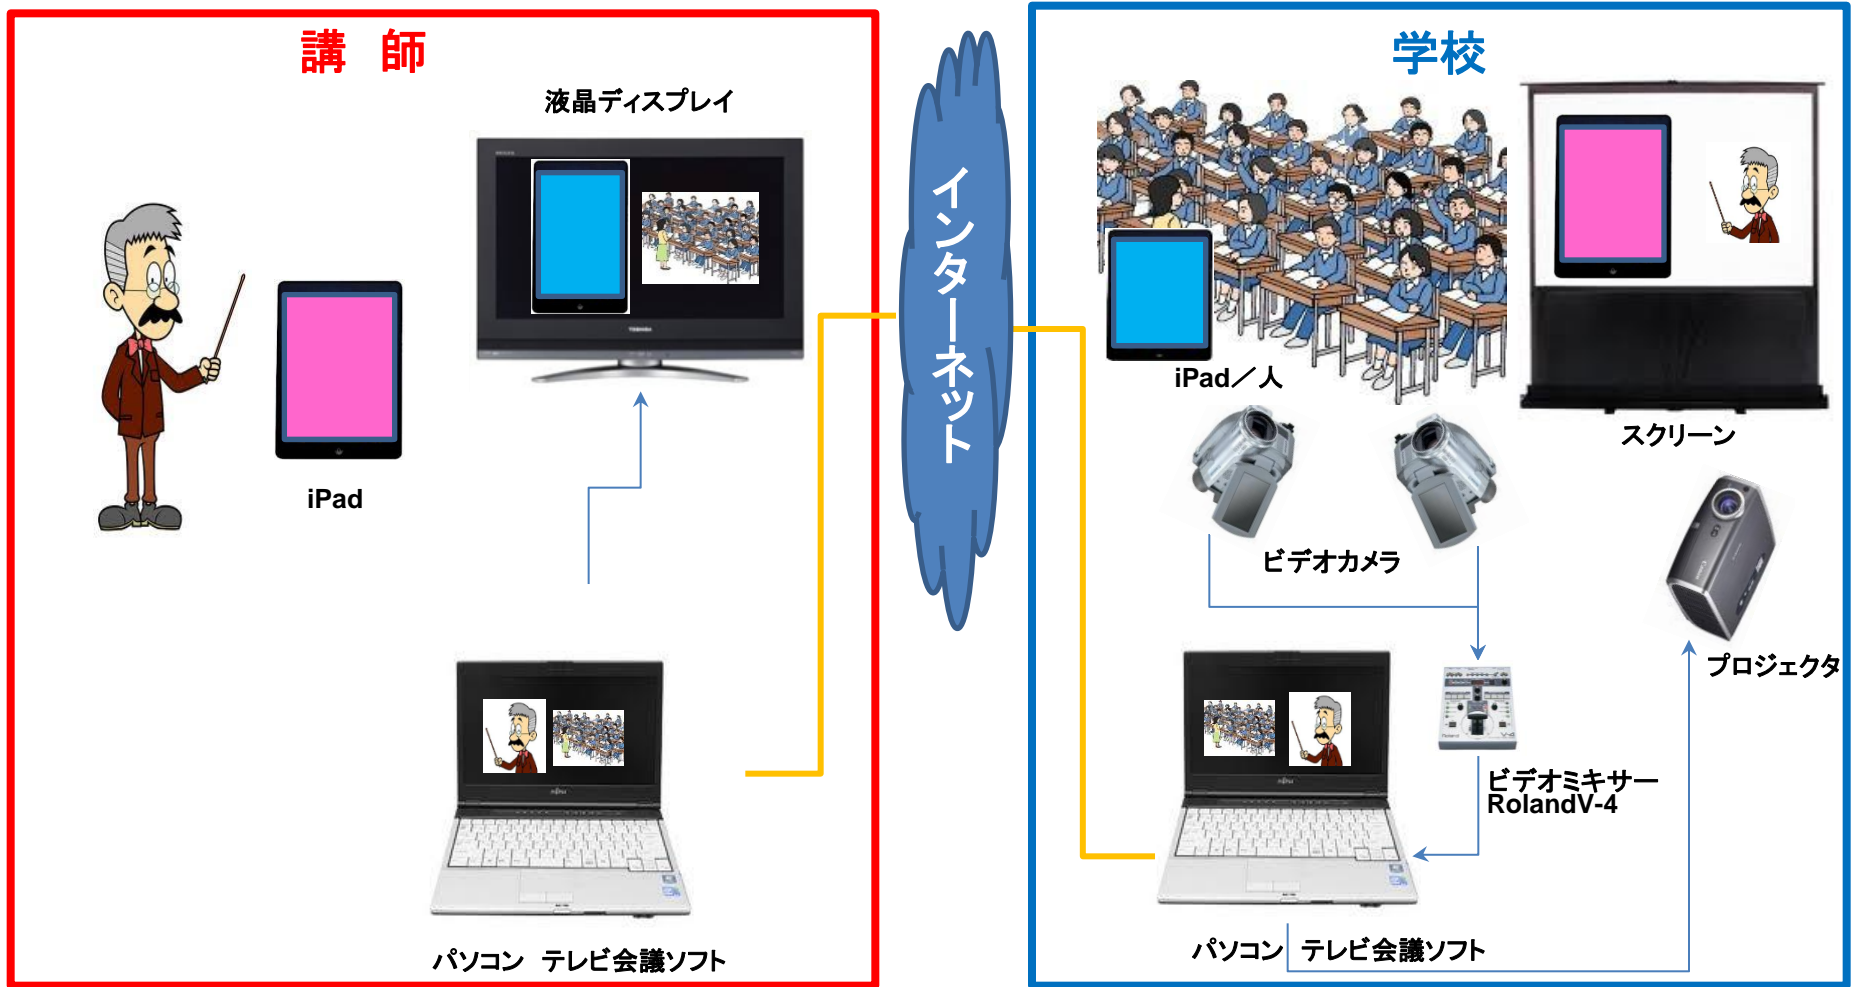 講 師
液晶ディスプレイ
TOSHIBA
iPad
パソコン テレビ会議ソフト
インターネット
学校
iPad／人
スクリーン
ビデオカメラ
プロジェクタ
Roland
V-4
ビデオミキサー
RolandV-4
パソコン テレビ会議ソフト